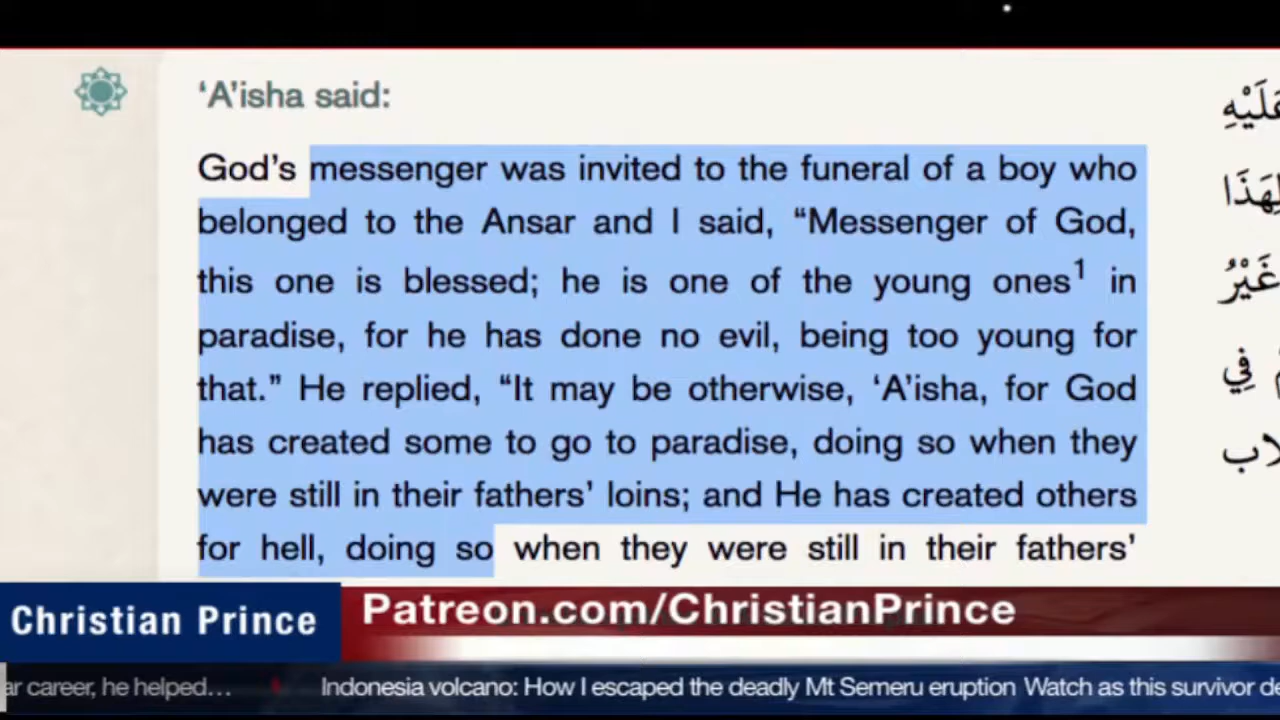 ‘A’isha said:
God’s messenger was invited to the funeral of a boy who
belonged to the Ansar and I said, “Messenger of God,
this one is blessed; he is one of the young ones1 in
paradise, for he has done no evil, being too young for
that.” He replied, “It may be otherwise, ‘A’isha, for God
has created some to go to paradise, doing so when they
were still in their fathers’ loins; and He has created others
for hell, doing so when they were still in their fathers’
غَيْرُ
فِي
Christian Prince
Patreon.com/ChristianPrince
ar career, he helped... Indonesia volcano: How I escaped the deadly Mt Semeru eruption Watch as this survivor de